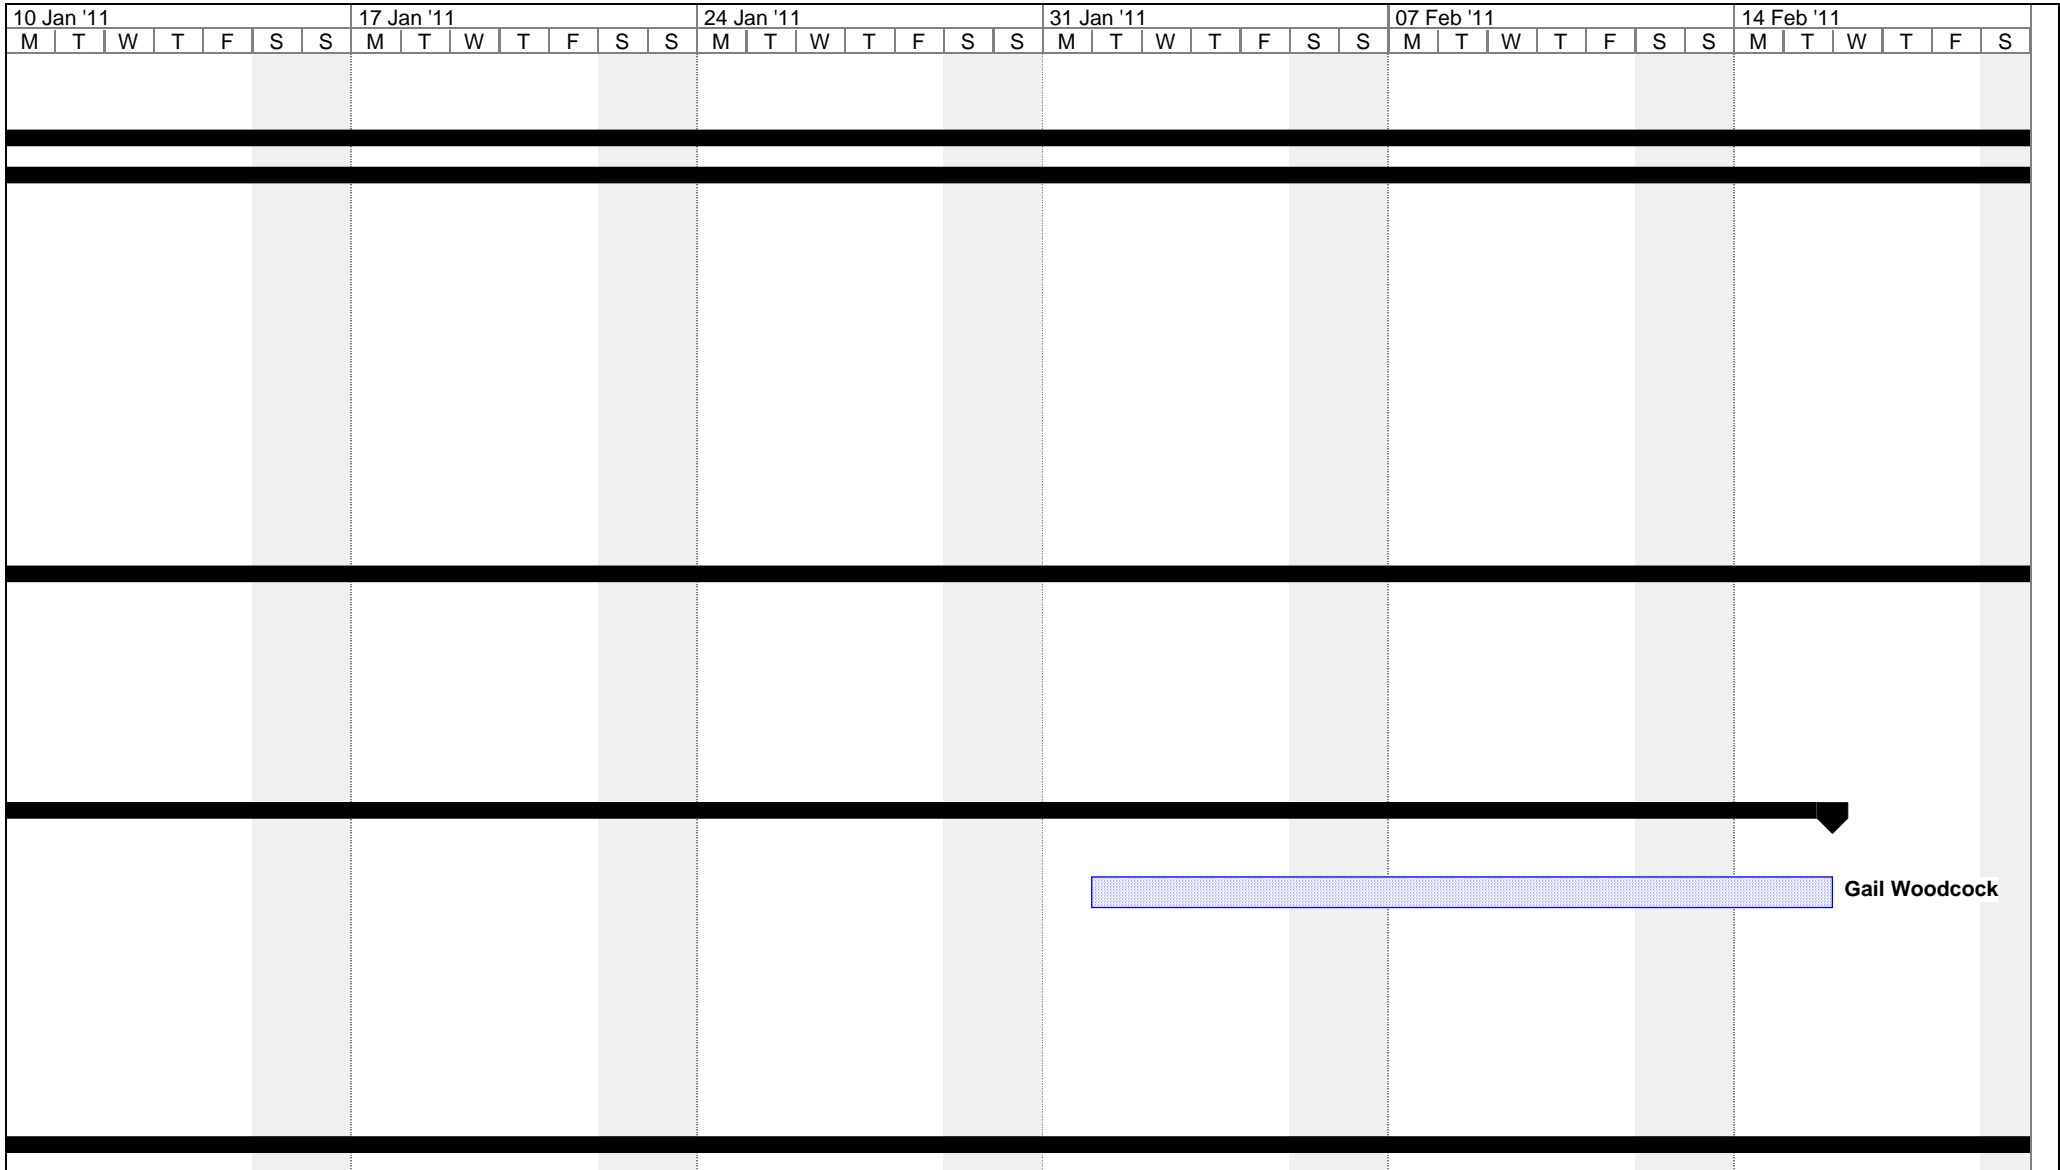 10 Jan '11 17 Jan '11 24 Jan '11 31 Jan '11 07 Feb '11 14 Feb '11
M T W T F S S M T W T F S S M T W T F S S M T W T F S S M T W T F S S M T W T F S
Gail Woodcock